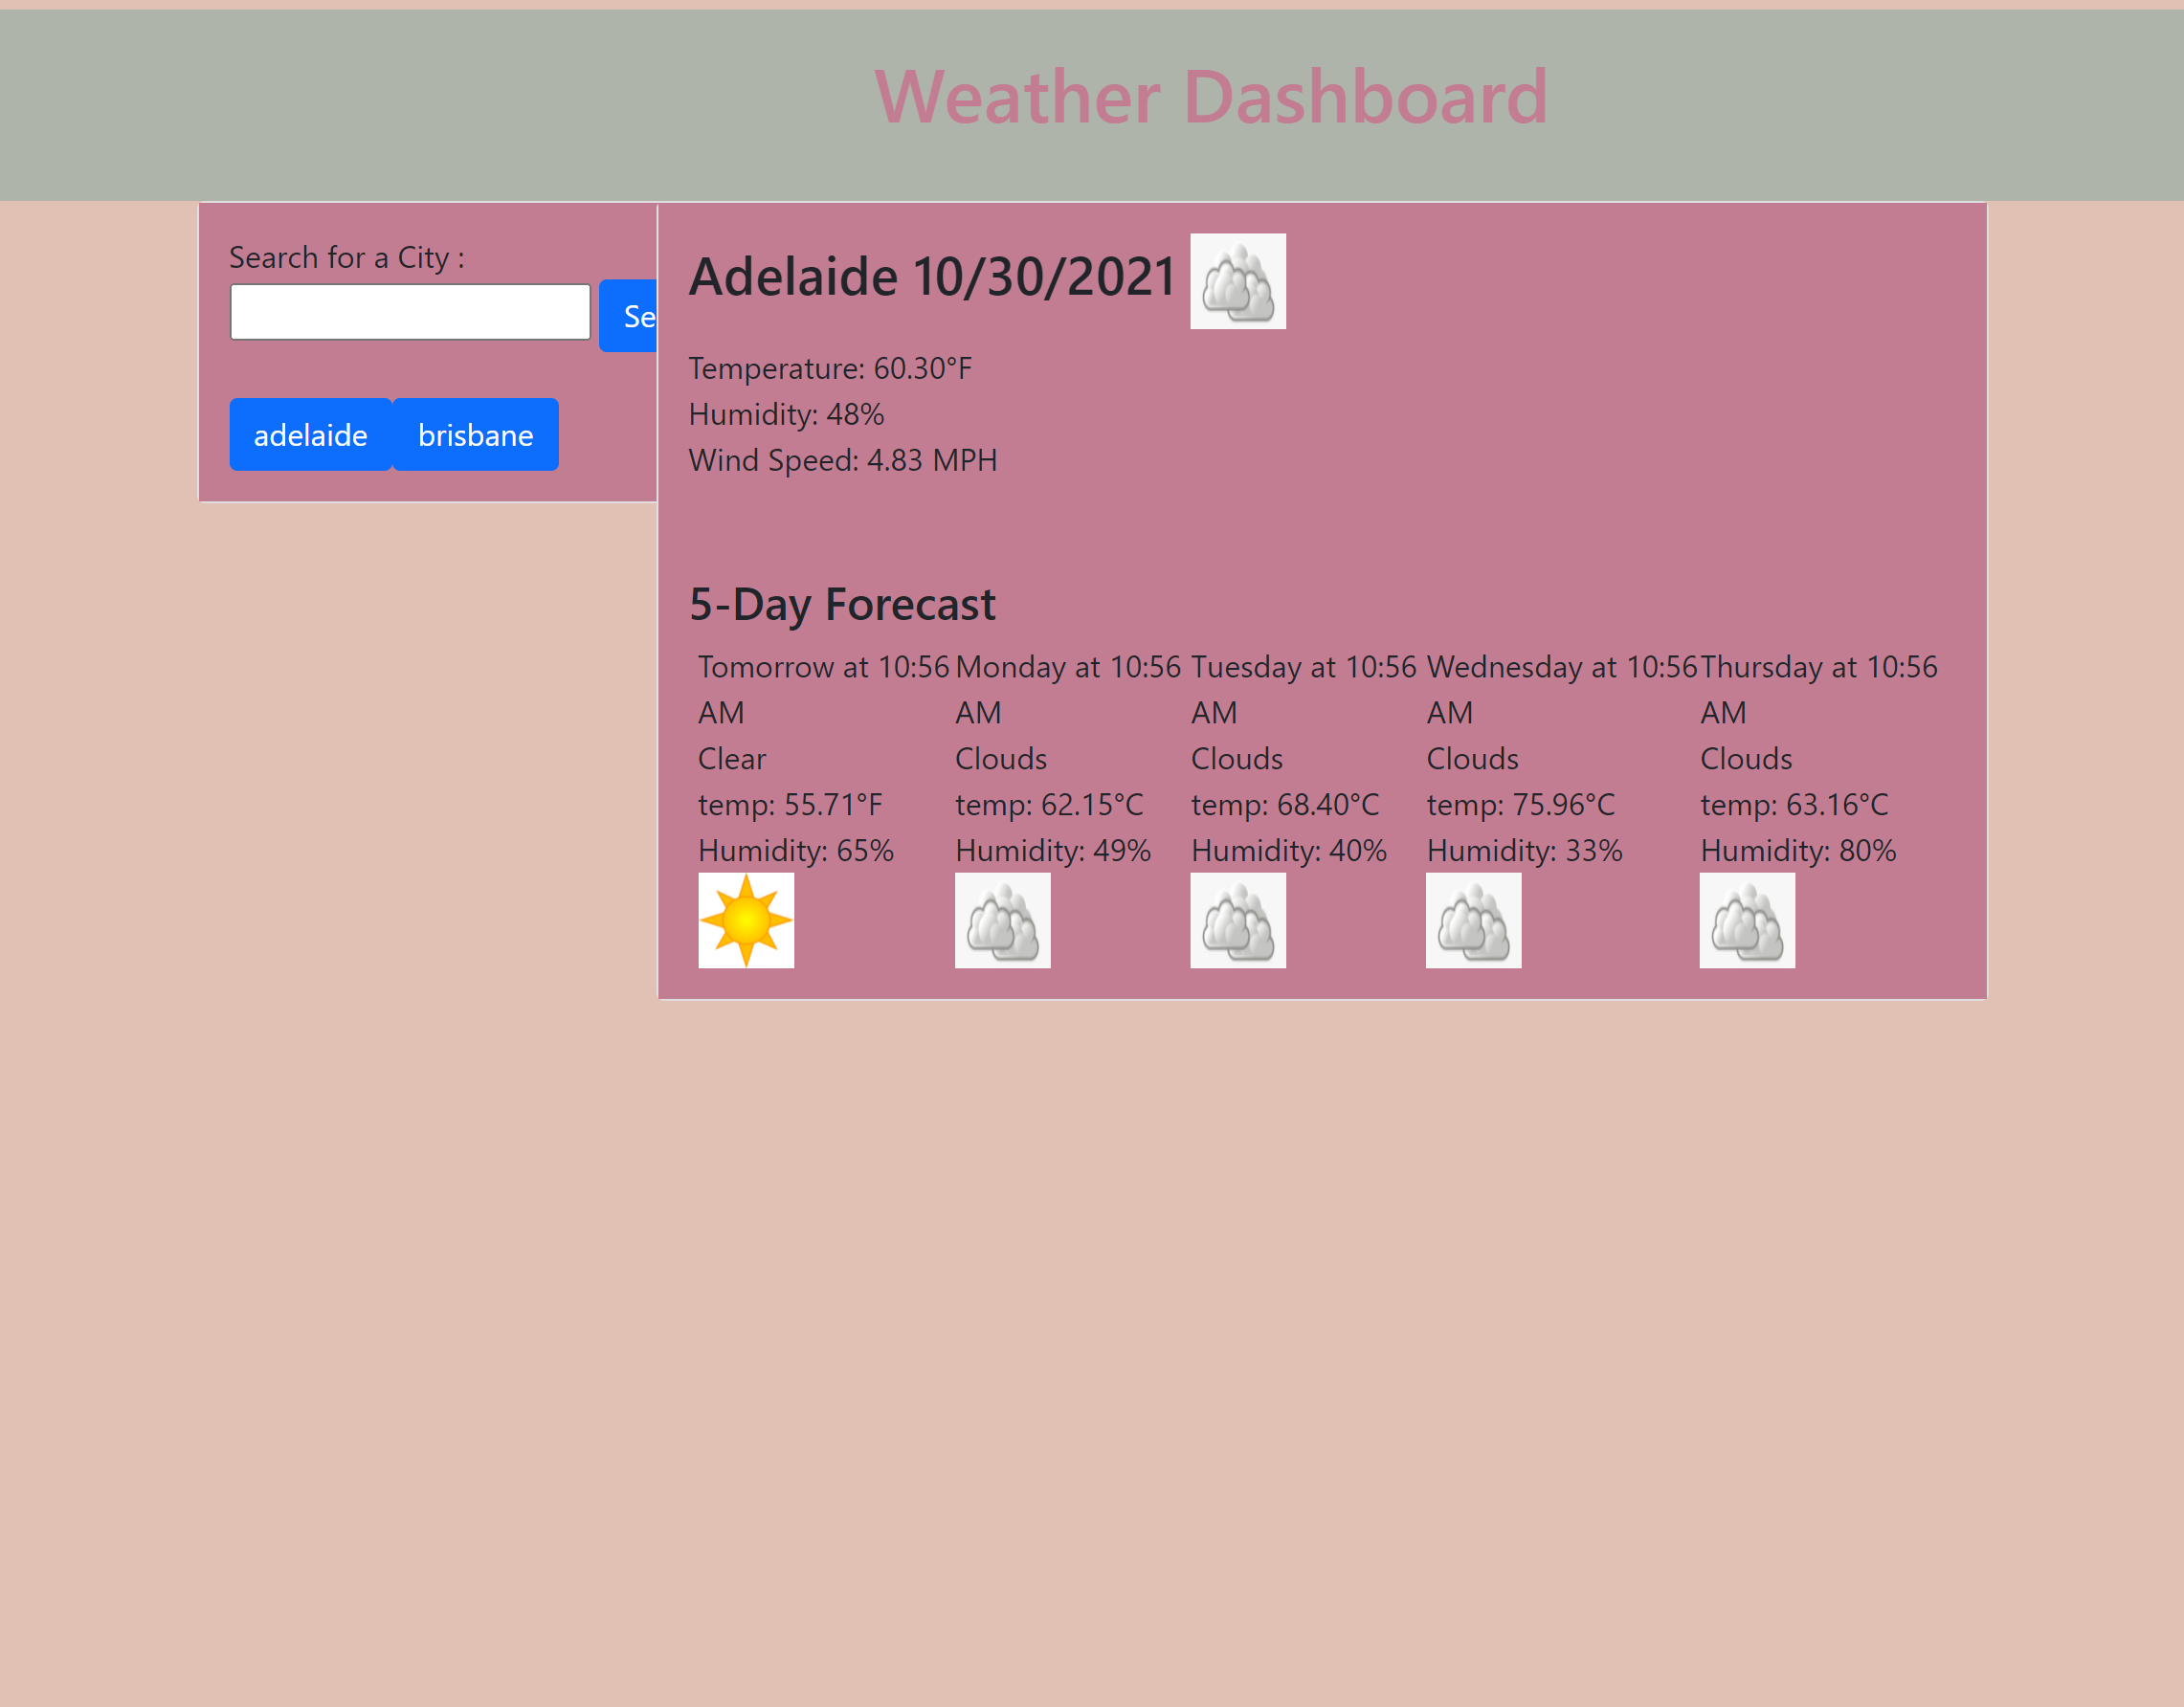 Weather Dashboard
Search for a City :
Se
adelaide
brisbane
Adelaide 10/30/2021
Temperature: 60.30°F
Humidity: 48%
Wind Speed: 4.83 MPH
5-Day Forecast
Tomorrow at 10:56
AM
Clear
temp: 55.71°F
Humidity: 65%
Monday at 10:56
AM
Clouds
temp: 62.15°C
Humidity: 49%
Tuesday at 10:56
AM
Clouds
temp: 68.40°C
Humidity: 40%
Wednesday at 10:56
AM
Clouds
temp: 75.96°C
Humidity: 33%
Thursday at 10:56
AM
Clouds
temp: 63.16°C
Humidity: 80%